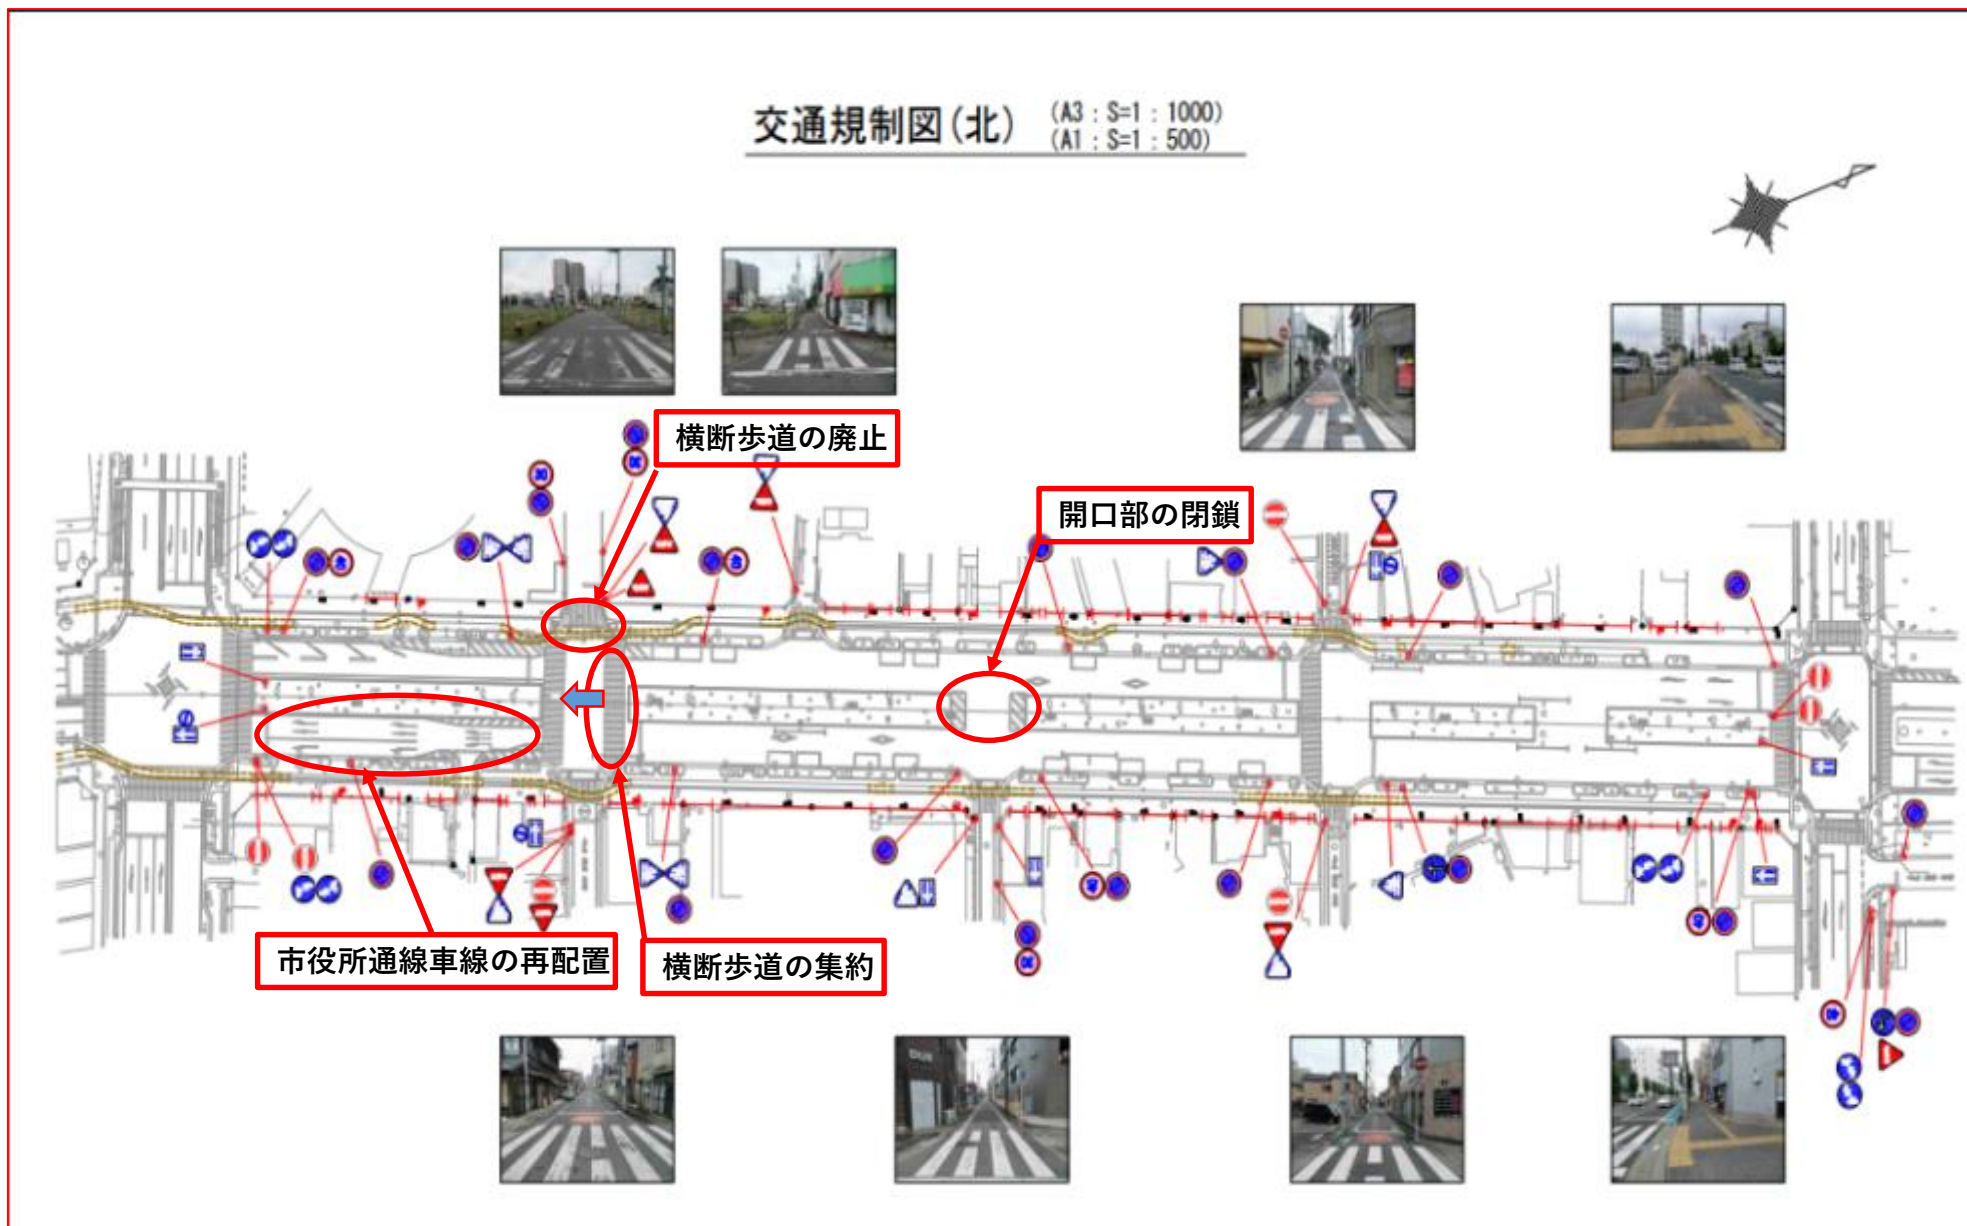 交通規制図(北)
(A3 : S=1 : 1000)
(A1 : S=1 : 500)
横断歩道の廃止
開口部の閉鎖
市役所通線車線の再配置
横断歩道の集約